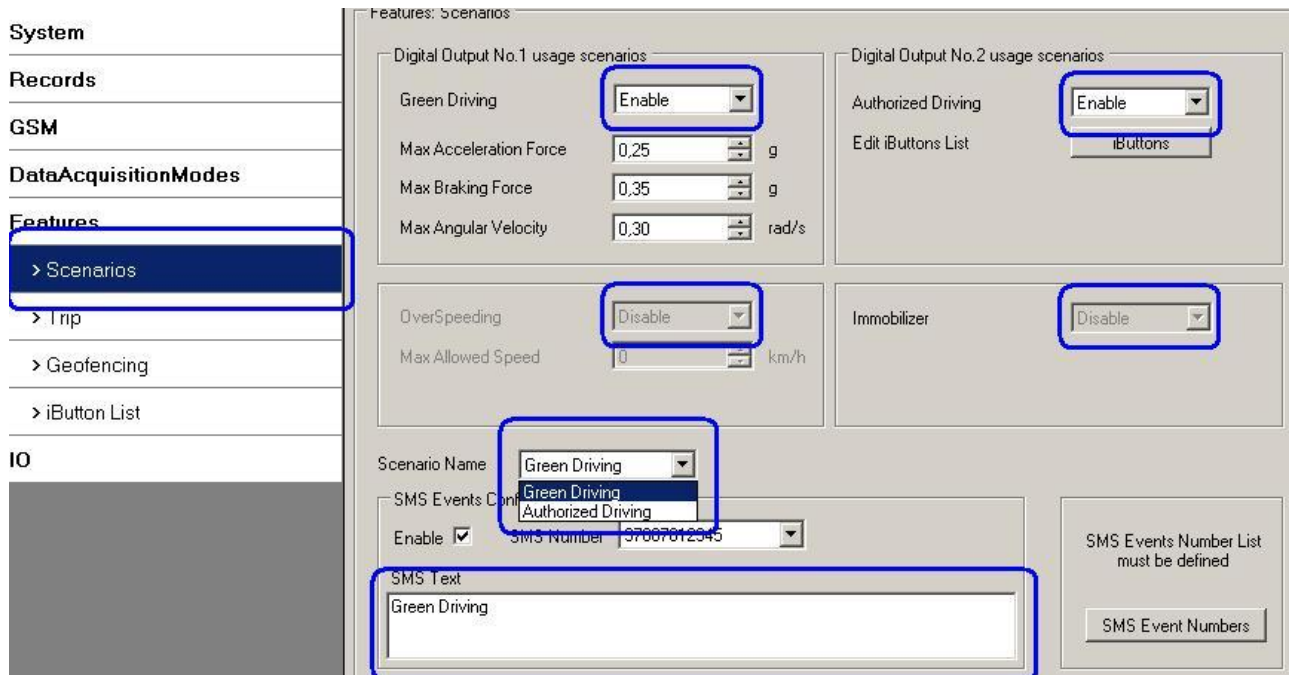 System
Records
GSM
DataAcquisitionModes
Features
> Scenarios
> Trip
> Geofencing
> iButton List
IO
Features: Scenarios
Digital Output No.1 usage scenarios
Green Driving Enable
Max Acceleration Force 0,25 g
Max Braking Force 0,35 g
Max Angular Velocity 0,30 rad/s
Digital Output No.2 usage scenarios
Authorized Driving Enable
Edit iButtons List iButtons
OverSpeeding Disable
Max Allowed Speed 0 km/h
Immobilizer Disable
Scenario Name Green Driving
Green Driving
Authorized Driving
SMS Events Conf
Enable SMS Number
SMS Text
Green Driving
SMS Events Number List
must be defined
SMS Event Numbers